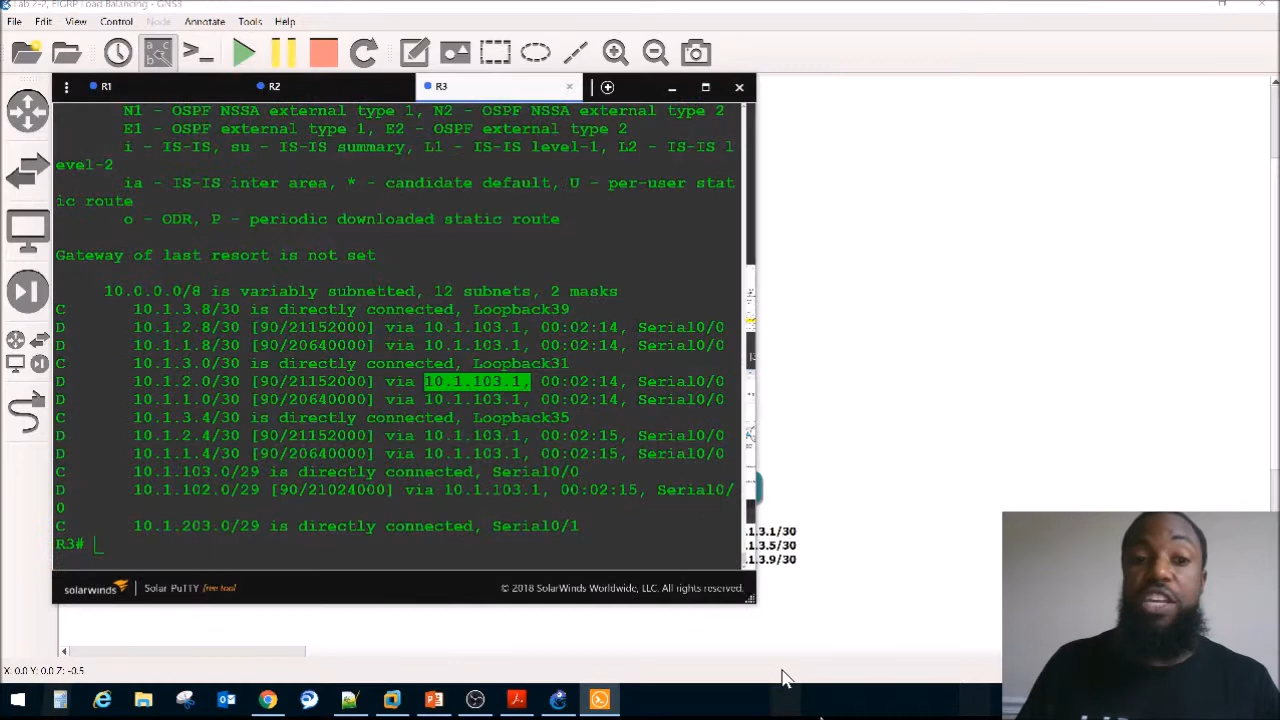 Lab 2-2, EIGRP Load Balancing - GNS3
File Edit View Control Node Annotate Tools Help
R1
R2
R3
N1 - OSPF NSSA external type 1, N2 - OSPF NSSA external type 2
E1 - OSPF external type 1, E2 - OSPF external type 2
i - IS-IS, su - IS-IS summary, L1 - IS-IS level-1, L2 - IS-IS l
evel-2
ia - IS-IS inter area, * - candidate default, U - per-user stat
ic route
o - ODR, P - periodic downloaded static route
Gateway of last resort is not set
10.0.0.0/8 is variably subnetted, 12 subnets, 2 masks
C 10.1.3.8/30 is directly connected, Loopback39
D 10.1.2.8/30 [90/21152000] via 10.1.103.1, 00:02:14, Serial0/0
D 10.1.1.8/30 [90/20640000] via 10.1.103.1, 00:02:14, Serial0/0
C 10.1.3.0/30 is directly connected, Loopback31
D 10.1.2.0/30 [90/21152000] via 10.1.103.1, 00:02:14, Serial0/0
D 10.1.1.0/30 [90/20640000] via 10.1.103.1, 00:02:14, Serial0/0
C 10.1.3.4/30 is directly connected, Loopback35
D 10.1.2.4/30 [90/21152000] via 10.1.103.1, 00:02:15, Serial0/0
D 10.1.1.4/30 [90/20640000] via 10.1.103.1, 00:02:15, Serial0/0
C 10.1.103.0/29 is directly connected, Serial0/0
D 10.1.102.0/29 [90/21024000] via 10.1.103.1, 00:02:15, Serial0/
0
C 10.1.203.0/29 is directly connected, Serial0/1
R3#
.1.3.1/30
.1.3.5/30
.1.3.9/30
solarwinds Solar PuTTY free tool © 2018 SolarWinds Worldwide, LLC. All rights reserved.
X: 0.0 Y: 0.0 Z: -0.5